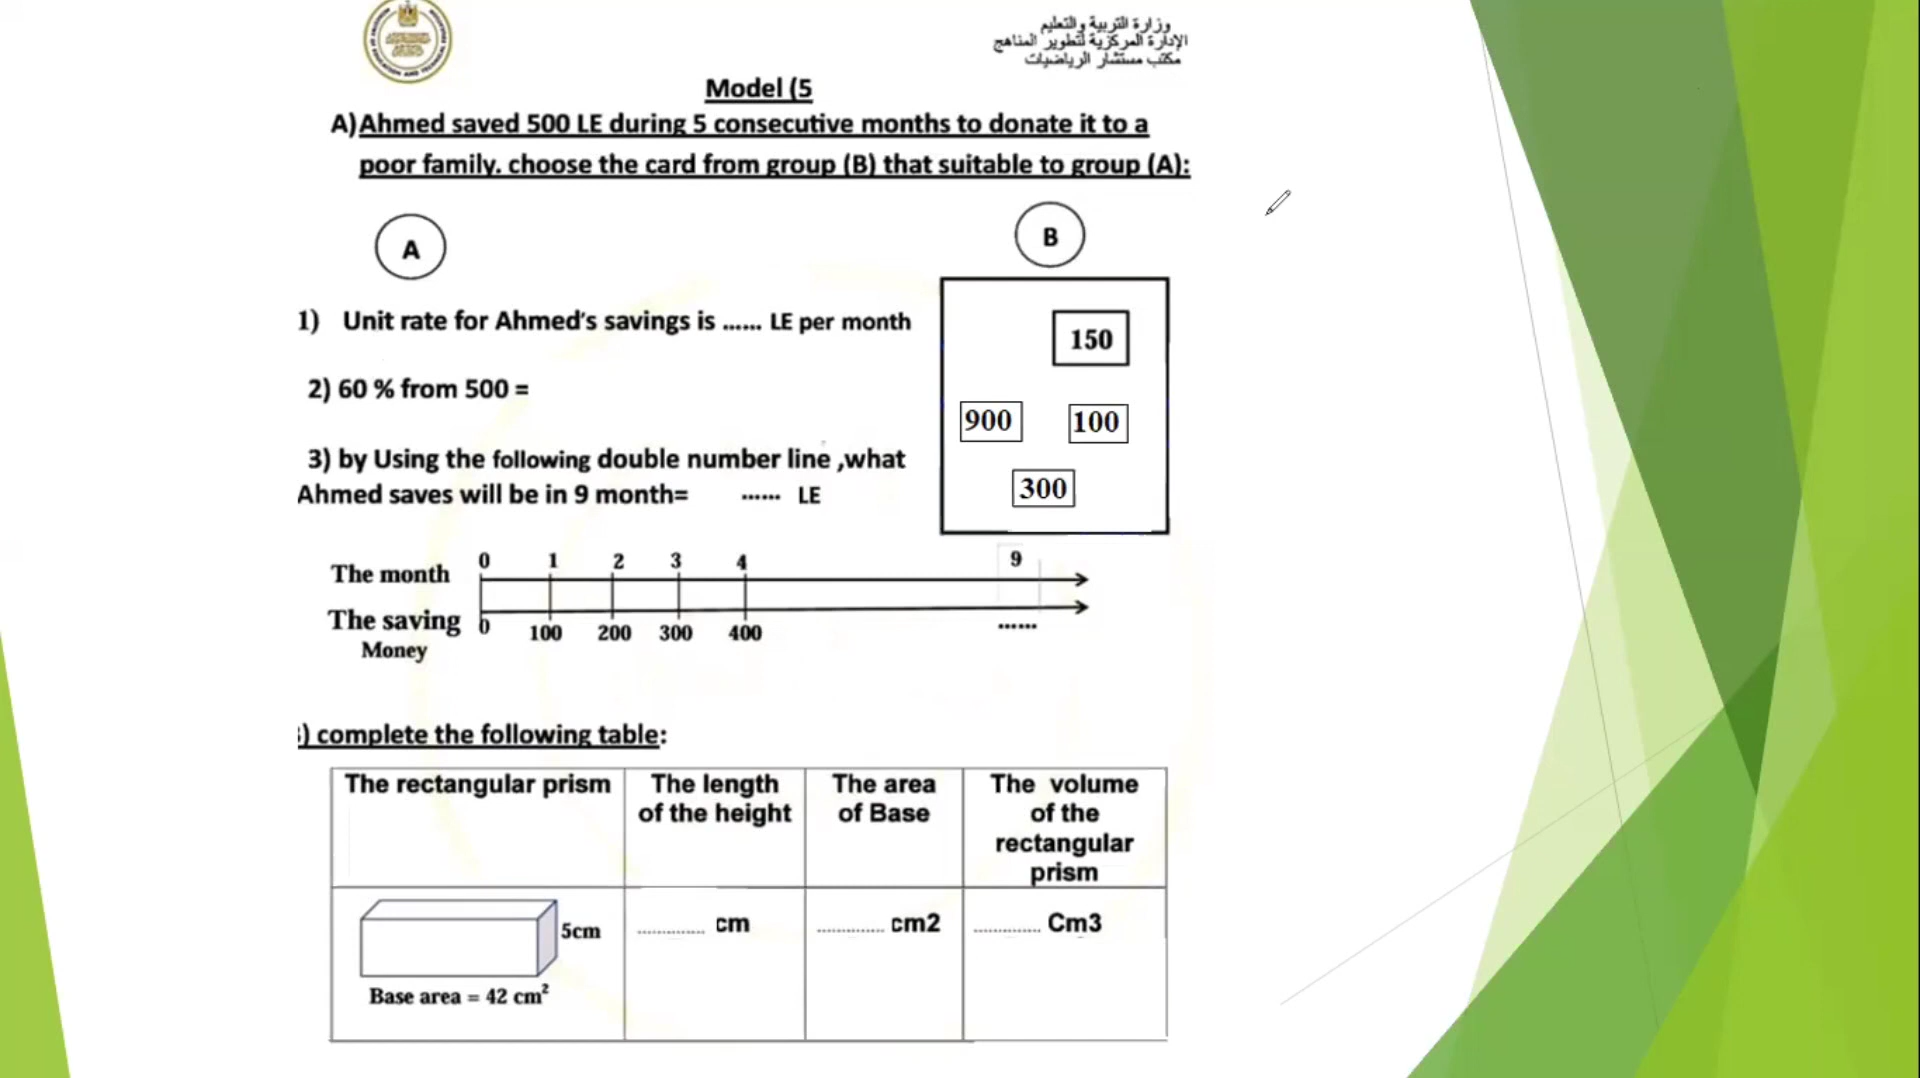 وزارة التربية والتعليم
الإدارة المركزية لتطوير المناهج
مكتب مستشار الرياضيات
Model (5
A) Ahmed saved 500 LE during 5 consecutive months to donate it to a
poor family. choose the card from group (B) that suitable to group (A):
A
B
1) Unit rate for Ahmed's savings is ...... LE per month
150
2) 60 % from 500 =
900
100
3) by Using the following double number line ,what
Ahmed saves will be in 9 month= ...... LE
300
The month
0 1 2 3 4 9
The saving
Money
0 100 200 300 400 ......
) complete the following table:
The rectangular prism
The length
of the height
The area
of Base
The volume
of the
rectangular
prism
5cm
Base area = 42 cm²
............ cm
............ cm2
............ Cm3